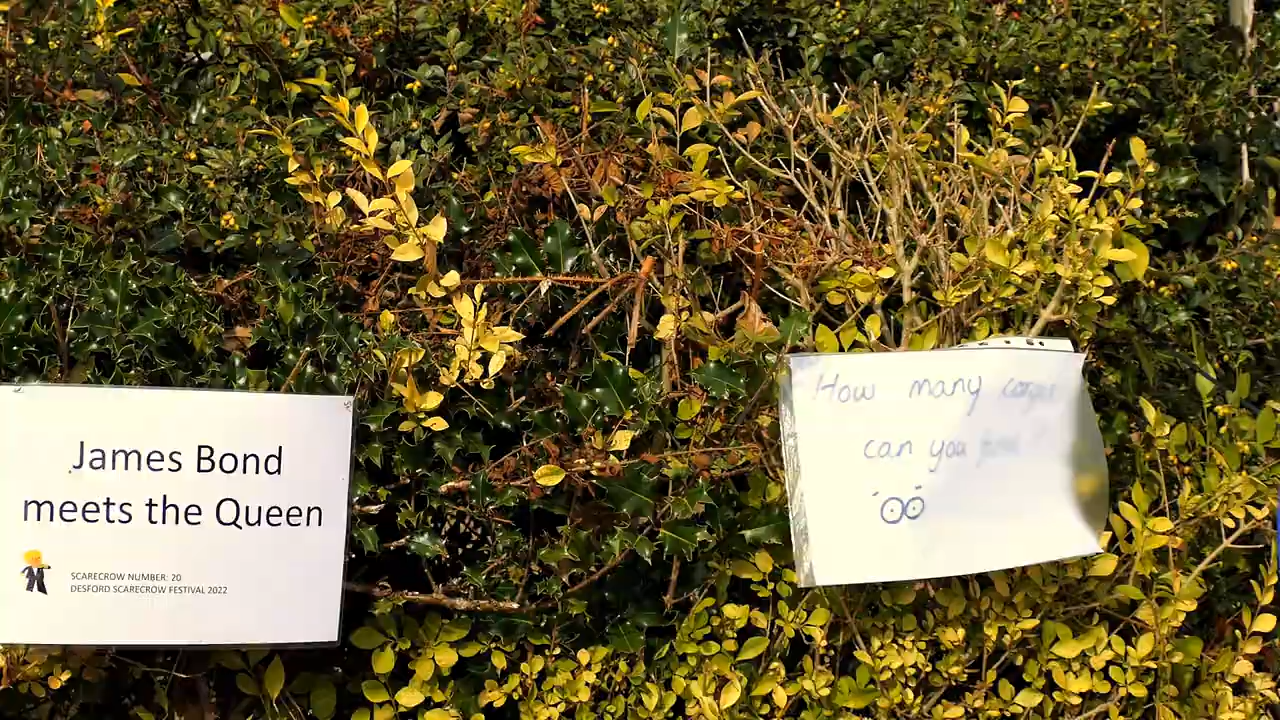 James Bond
meets the Queen
SCARECROW NUMBER: 20
DESFORD SCARECROW FESTIVAL 2022
How many
can you